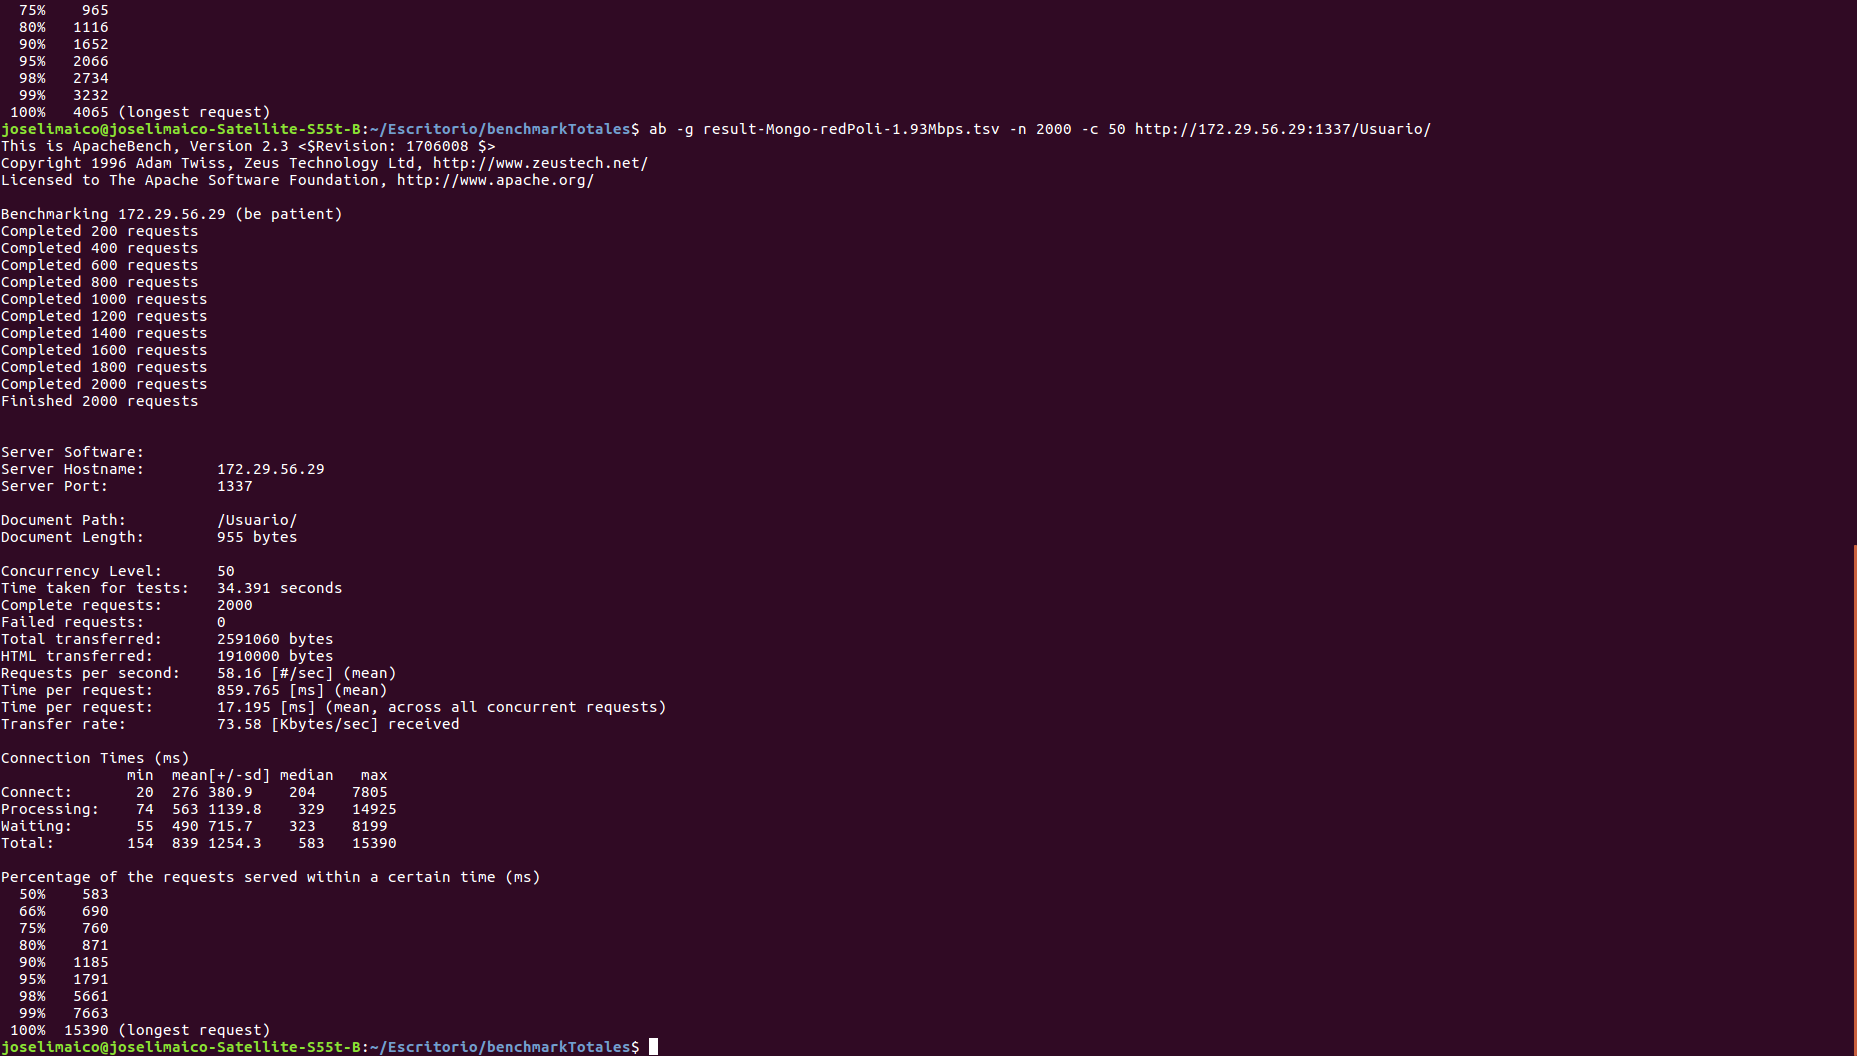 75%    965
80%   1116
90%   1652
95%   2066
98%   2734
99%   3232
100%   4065 (longest request)
joselimaico@joselimaico-Satellite-S55t-B:~/Escritorio/benchmarkTotales$ ab -g result-Mongo-redPoli-1.93Mbps.tsv -n 2000 -c 50 http://172.29.56.29:1337/Usuario/
This is ApacheBench, Version 2.3 <$Revision: 1706008 $>
Copyright 1996 Adam Twiss, Zeus Technology Ltd, http://www.zeustech.net/
Licensed to The Apache Software Foundation, http://www.apache.org/

Benchmarking 172.29.56.29 (be patient)
Completed 200 requests
Completed 400 requests
Completed 600 requests
Completed 800 requests
Completed 1000 requests
Completed 1200 requests
Completed 1400 requests
Completed 1600 requests
Completed 1800 requests
Completed 2000 requests
Finished 2000 requests

Server Software:
Server Hostname:        172.29.56.29
Server Port:            1337

Document Path:          /Usuario/
Document Length:        955 bytes

Concurrency Level:      50
Time taken for tests:   34.391 seconds
Complete requests:      2000
Failed requests:        0
Total transferred:      2591060 bytes
HTML transferred:       1910000 bytes
Requests per second:    58.16 [#/sec] (mean)
Time per request:       859.765 [ms] (mean)
Time per request:       17.195 [ms] (mean, across all concurrent requests)
Transfer rate:          73.58 [Kbytes/sec] received

Connection Times (ms)
              min  mean[+/-sd] median   max
Connect:       20  276 380.9    204    7805
Processing:    74  563 1139.8    329   14925
Waiting:       55  490 715.7    323    8199
Total:        154  839 1254.3    583   15390

Percentage of the requests served within a certain time (ms)
50%    583
66%    690
75%    760
80%    871
90%   1185
95%   1791
98%   5661
99%   7663
100%  15390 (longest request)
joselimaico@joselimaico-Satellite-S55t-B:~/Escritorio/benchmarkTotales$